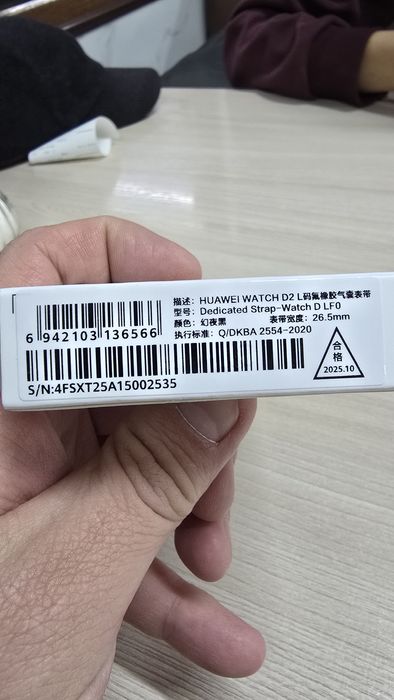 描述：HUAWEI WATCH D2 L码氟橡胶气囊表带
型号：Dedicated Strap-Watch D LF0
颜色：幻夜黑 表带宽度：26.5mm
执行标准：Q/DKBA 2554-2020
6 942103 136566
S/N:4FSXT25A15002535
合
格
2025.10